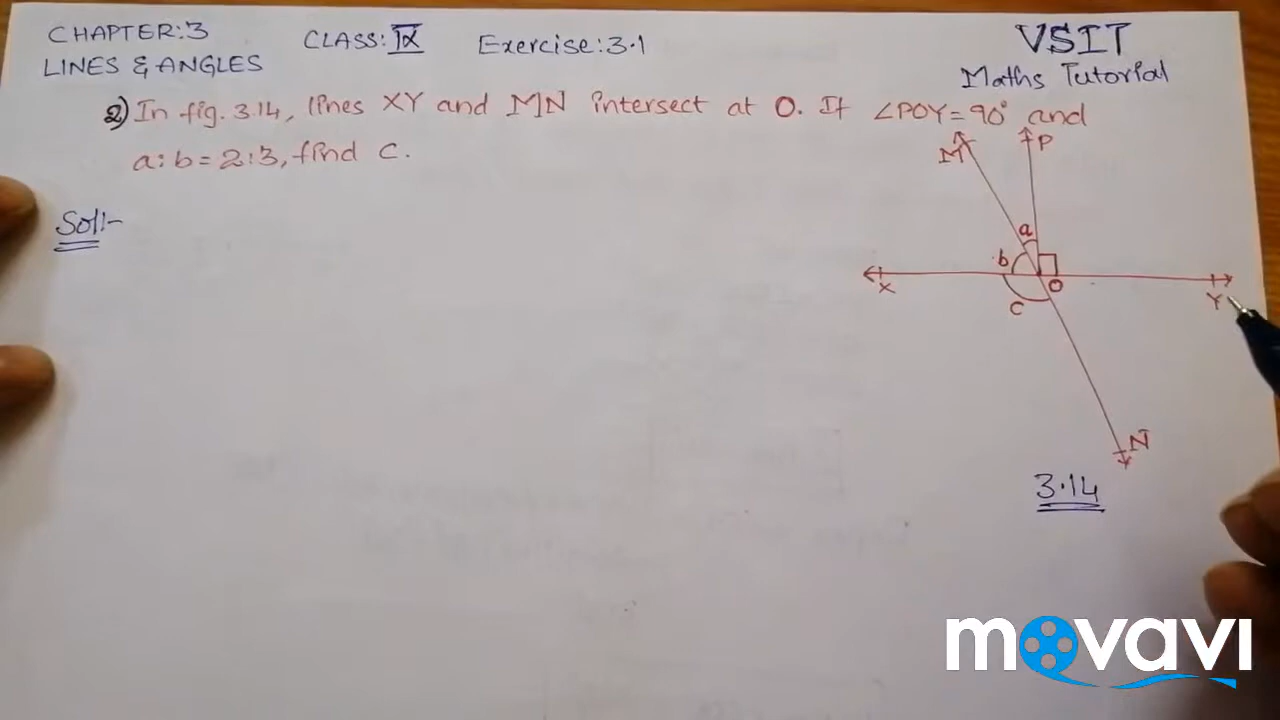 CHAPTER:3 CLASS: IX Exercise:3.1 VSIT
LINES & ANGLES Maths Tutorial
2) In fig. 3.14, lines XY and MN intersect at O. If ∠POY=90° and
a:b=2:3, find c.
Sol:-
M P
a
b
X O Y
c
N
3.14
movavi